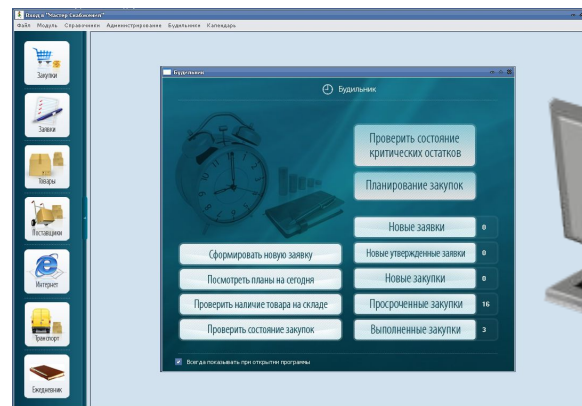 Вход в "Мастер Снабжения"
Файл Модуль Справочники Администрирование Будильники Календарь
Закупки
Заявки
Товары
Поставщики
Интернет
Транспорт
Ежедневник
Будильник
Будильник
Проверить состояние
критических остатков
Планирование закупок
Новые заявки 0
Сформировать новую заявку
Новые утвержденные заявки 0
Посмотреть планы на сегодня
Новые закупки 0
Проверить наличие товара на складе
Просроченные закупки 16
Проверить состояние закупок
Выполненные закупки 3
Всегда показывать при открытии программы